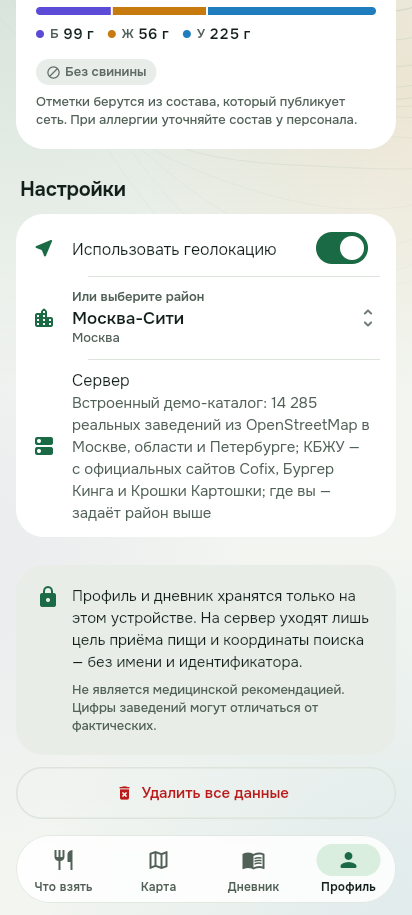 Б 99 г Ж 56 г У 225 г
Без свинины
Отметки берутся из состава, который публикует
сеть. При аллергии уточняйте состав у персонала.
Настройки
Использовать геолокацию
Или выберите район
Москва-Сити
Москва
Сервер
Встроенный демо-каталог: 14 285
реальных заведений из OpenStreetMap в
Москве, области и Петербурге; КБЖУ —
с официальных сайтов Cofix, Бургер
Кинга и Крошки Картошки; где вы —
задаёт район выше
Профиль и дневник хранятся только на
этом устройстве. На сервер уходят лишь
цель приёма пищи и координаты поиска
— без имени и идентификатора.
Не является медицинской рекомендацией.
Цифры заведений могут отличаться от
фактических.
Удалить все данные
Что взять Карта Дневник Профиль